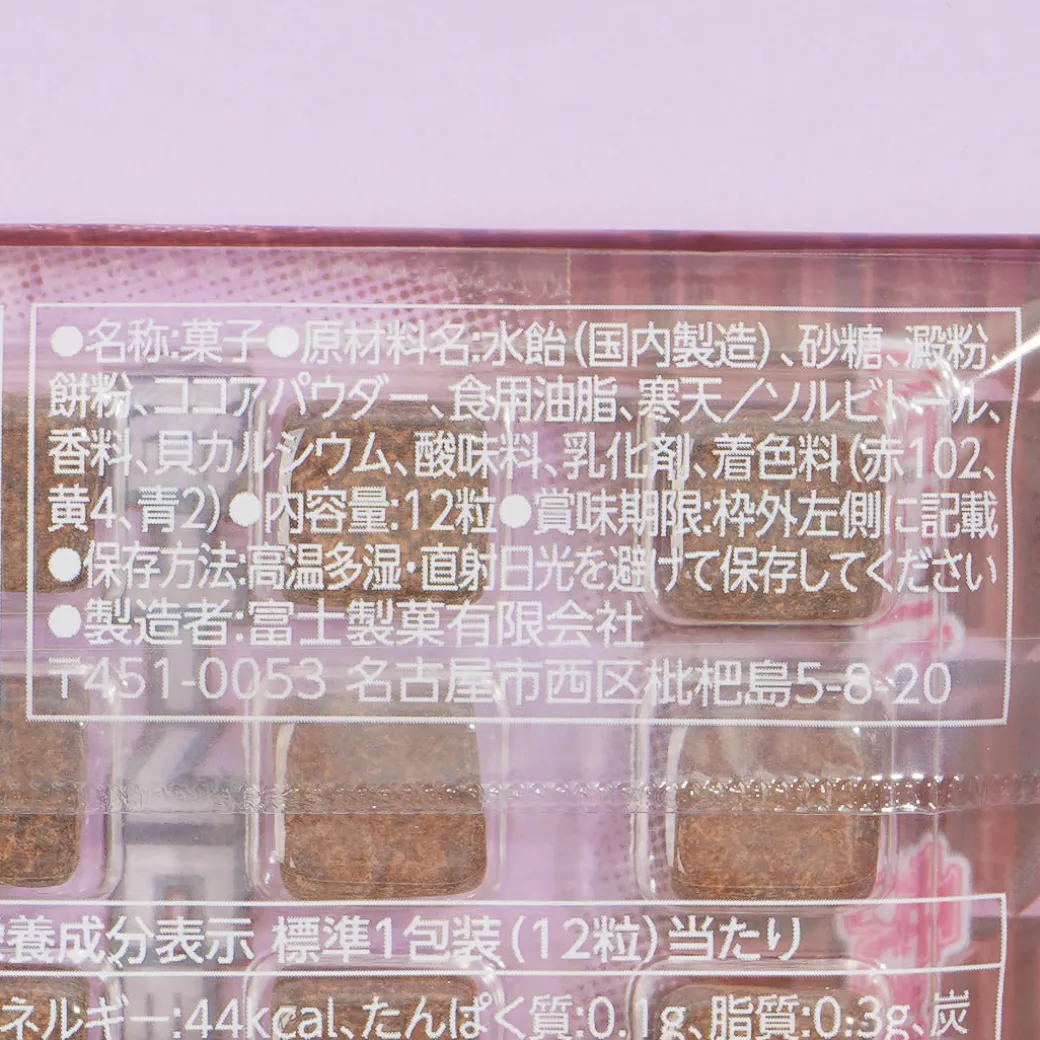 ●名称:菓子●原材料名:水飴(国内製造)、砂糖、澱粉、
餅粉、ココアパウダー、食用油脂、寒天／ソルビトール、
香料、貝カルシウム、酸味料、乳化剤、着色料(赤102、
黄4、青2)●内容量:12粒●賞味期限:枠外左側に記載
●保存方法:高温多湿・直射日光を避けて保存してください
●製造者:富士製菓有限会社
〒451-0053 名古屋市西区枇杷島5-8-20
養成分表示 標準1包装(12粒)当たり
ネルギー:44kcal、たんぱく質:0.1g、脂質:0.3g、炭